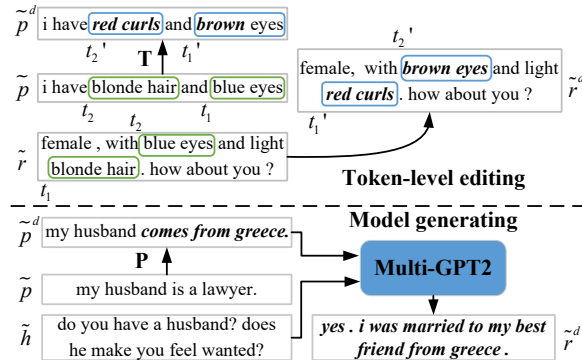 p̃ᵈ i have red curls and brown eyes
t₂' t₁'
T
p̃ i have blonde hair and blue eyes
t₂ t₁
t₂
r̃ female , with blue eyes and light
blonde hair . how about you ?
t₁
t₂'
female, with brown eyes and light
red curls . how about you ? r̃ᵈ
t₁'
Token-level editing
Model generating
p̃ᵈ my husband comes from greece.
P
p̃ my husband is a lawyer.
h̃ do you have a husband? does
he make you feel wanted?
Multi-GPT2
yes . i was married to my best
friend from greece . r̃ᵈ